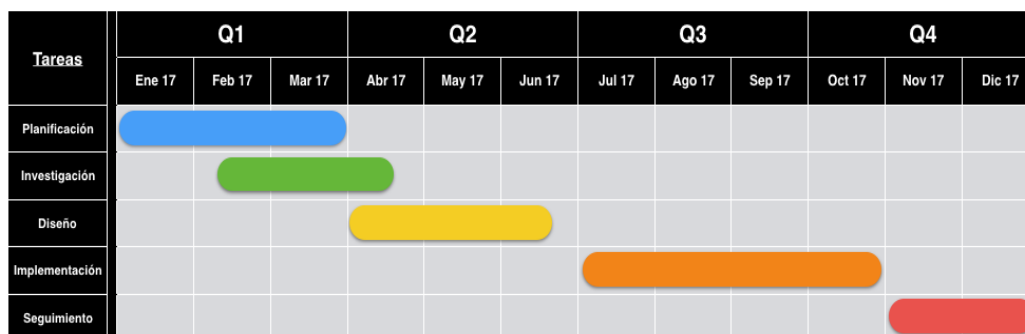 Tareas
Q1 Q2 Q3 Q4
Ene 17 Feb 17 Mar 17 Abr 17 May 17 Jun 17 Jul 17 Ago 17 Sep 17 Oct 17 Nov 17 Dic 17
Planificación
Investigación
Diseño
Implementación
Seguimiento